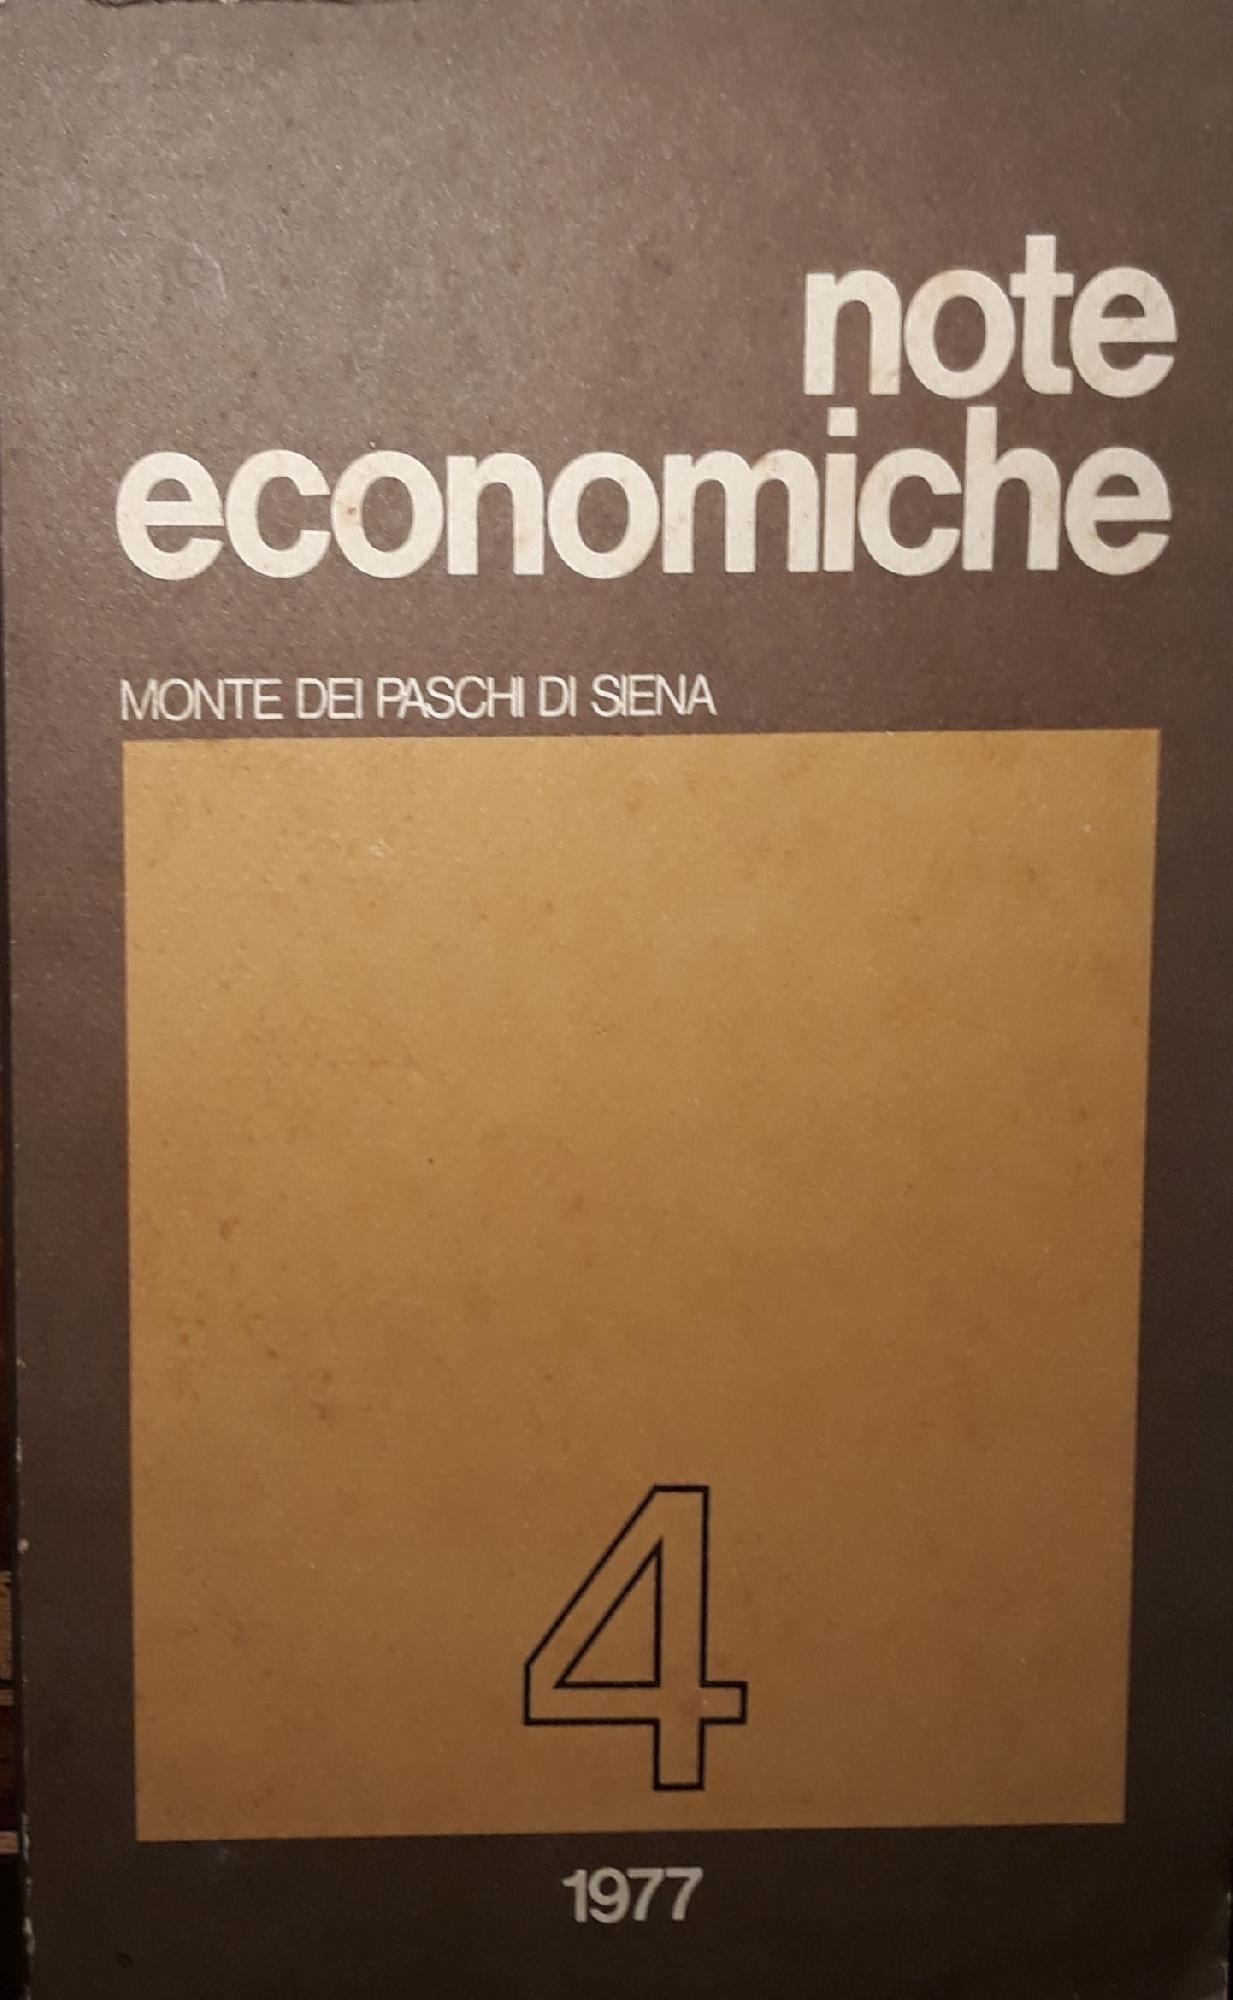 note
economiche
MONTE DEI PASCHI DI SIENA
4
1977